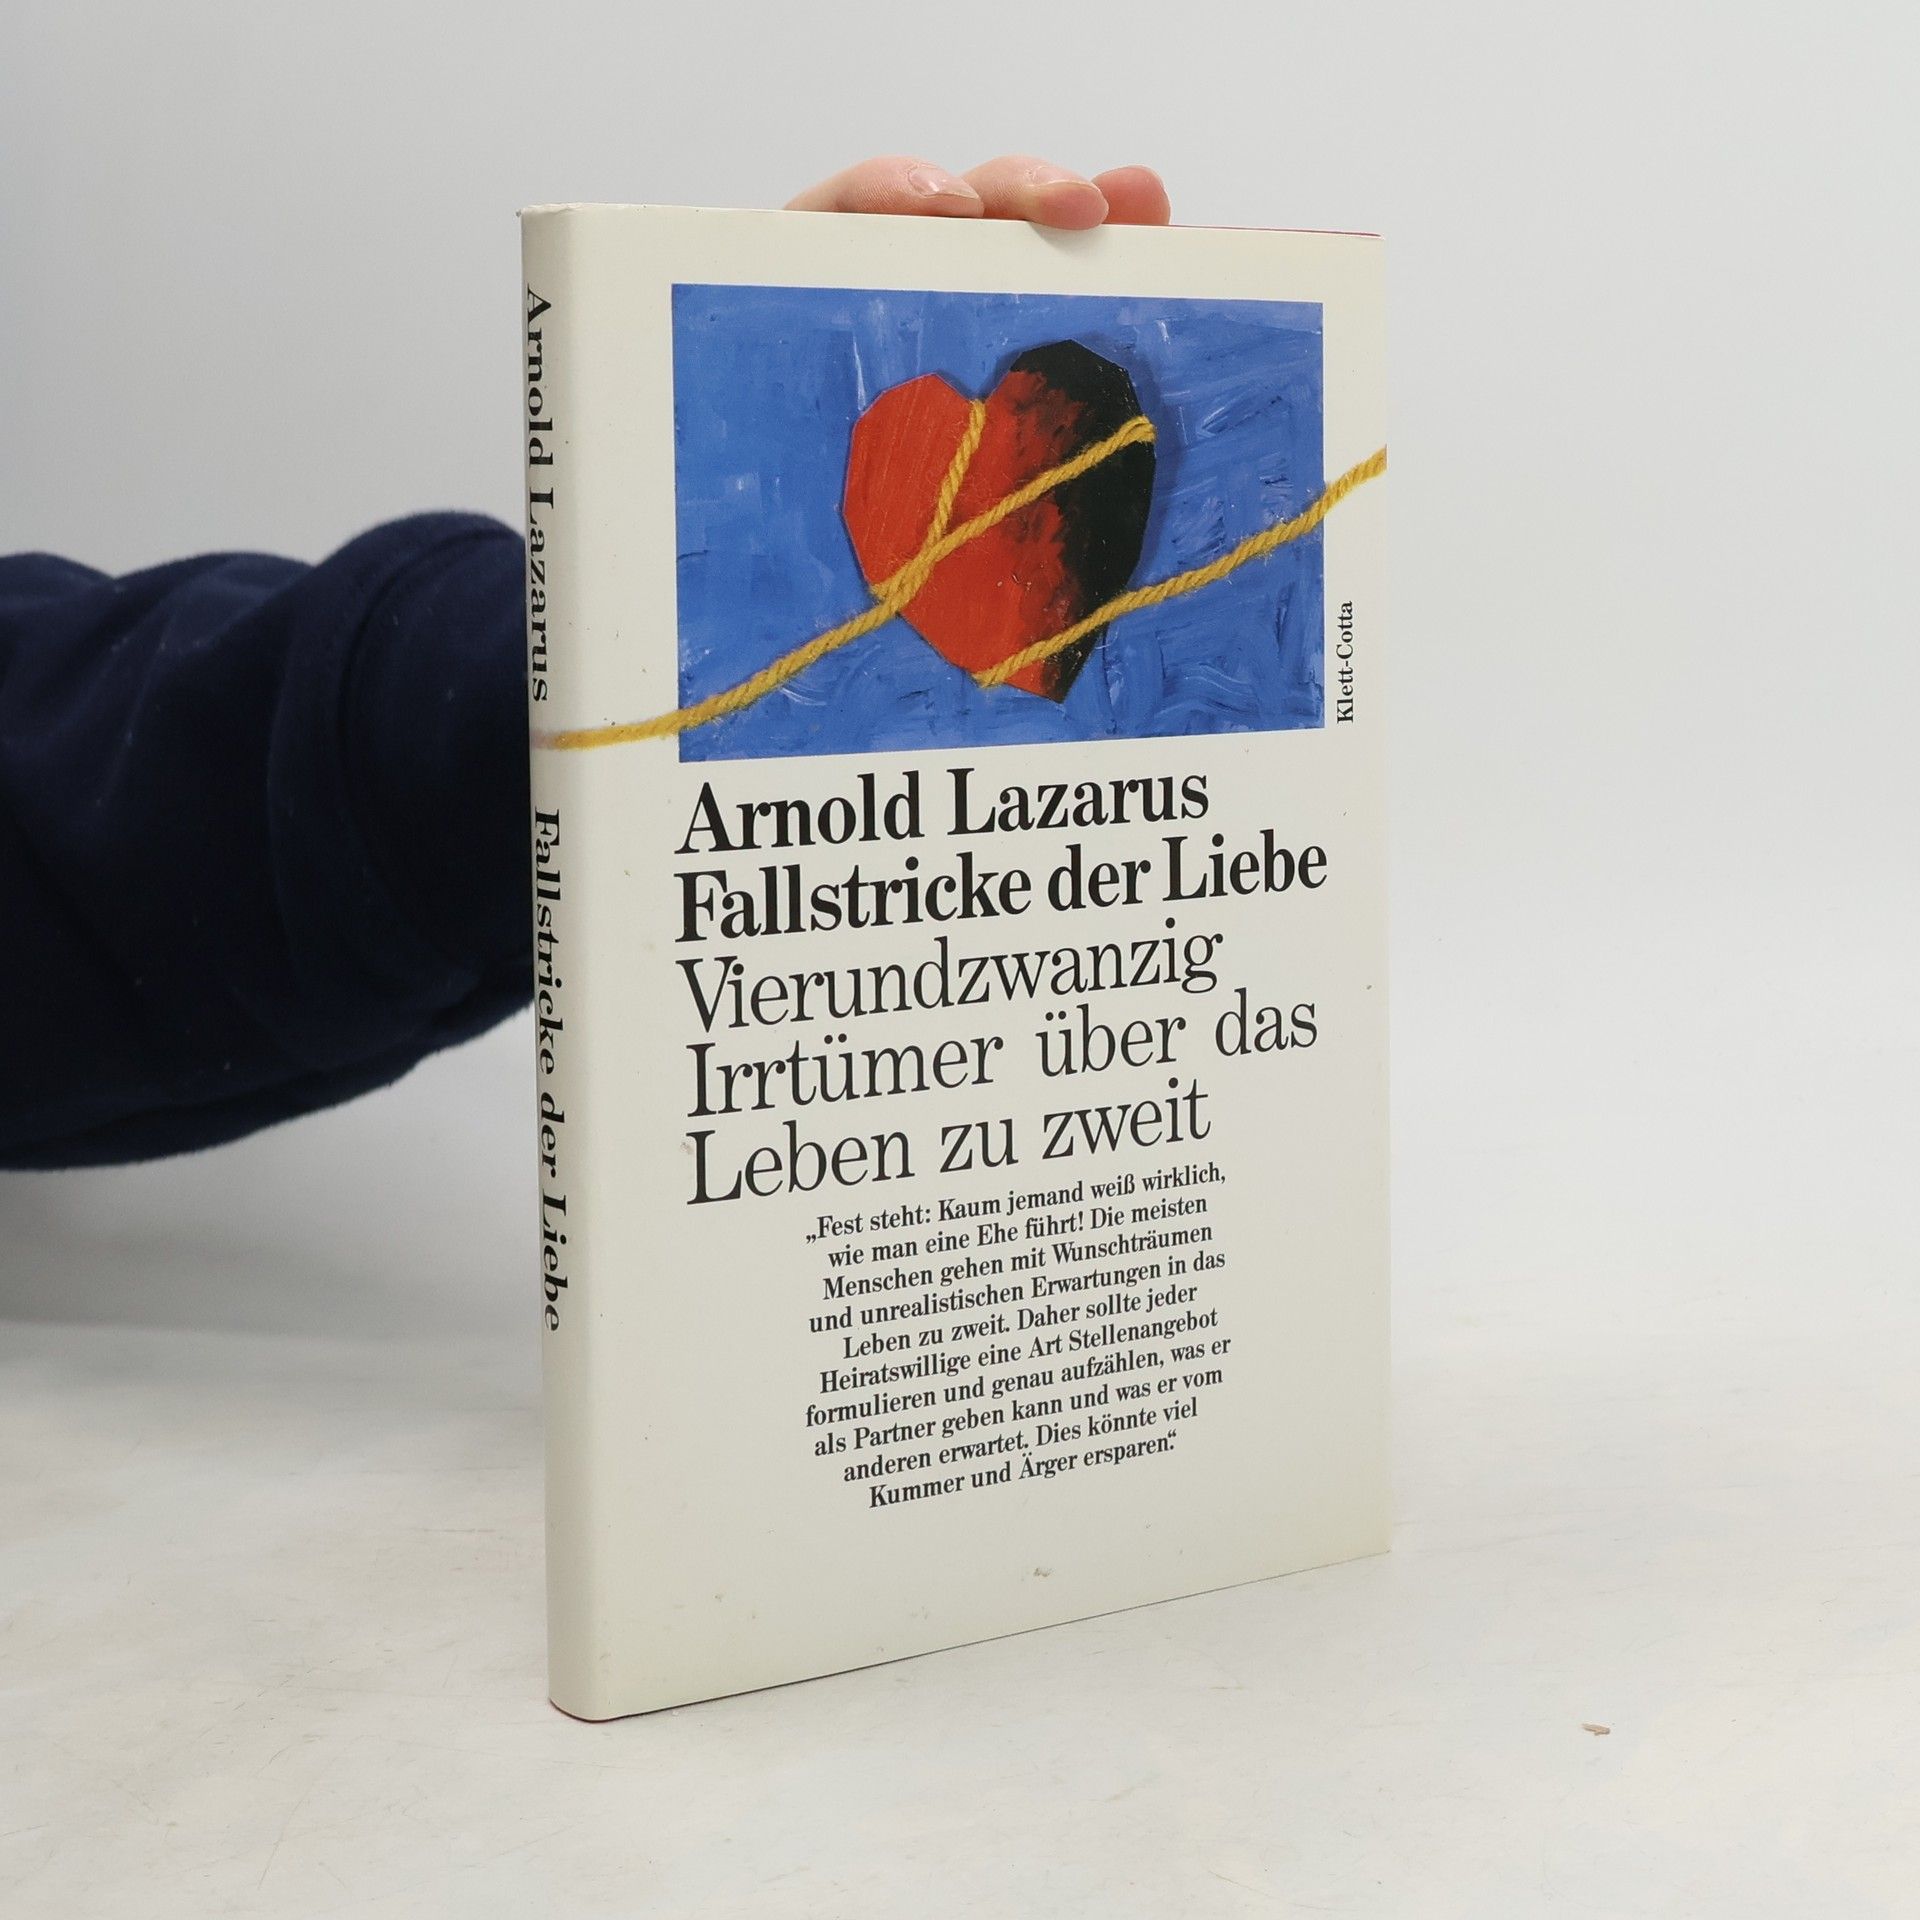 Arnold Lazarus Fallstricke der Liebe
Klett-Cotta
Arnold Lazarus
Fallstricke der Liebe
Vierundzwanzig
Irrtümer über das
Leben zu zweit
„Fest steht: Kaum jemand weiß wirklich,
wie man eine Ehe führt! Die meisten
Menschen gehen mit Wunschträumen
und unrealistischen Erwartungen in das
Leben zu zweit. Daher sollte jeder
Heiratswillige eine Art Stellenangebot
formulieren und genau aufzählen, was er
als Partner geben kann und was er vom
anderen erwartet. Dies könnte viel
Kummer und Ärger ersparen.“